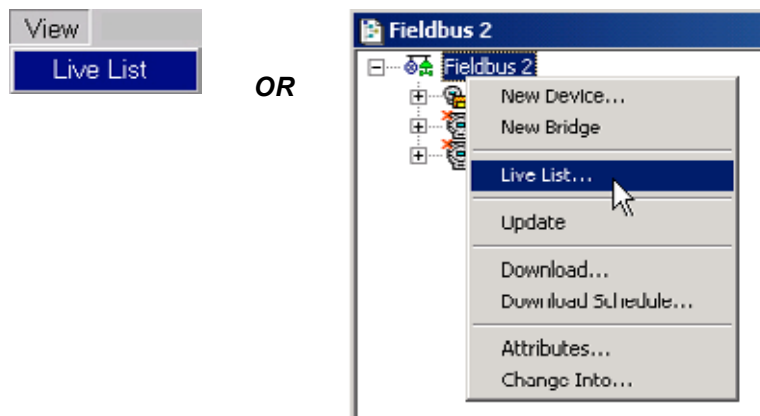 View
Live List
OR
Fieldbus 2
Fieldbus 2
New Device...
New Bridge
Live List...
Update
Download...
Download Schedule...
Attributes...
Change Into...